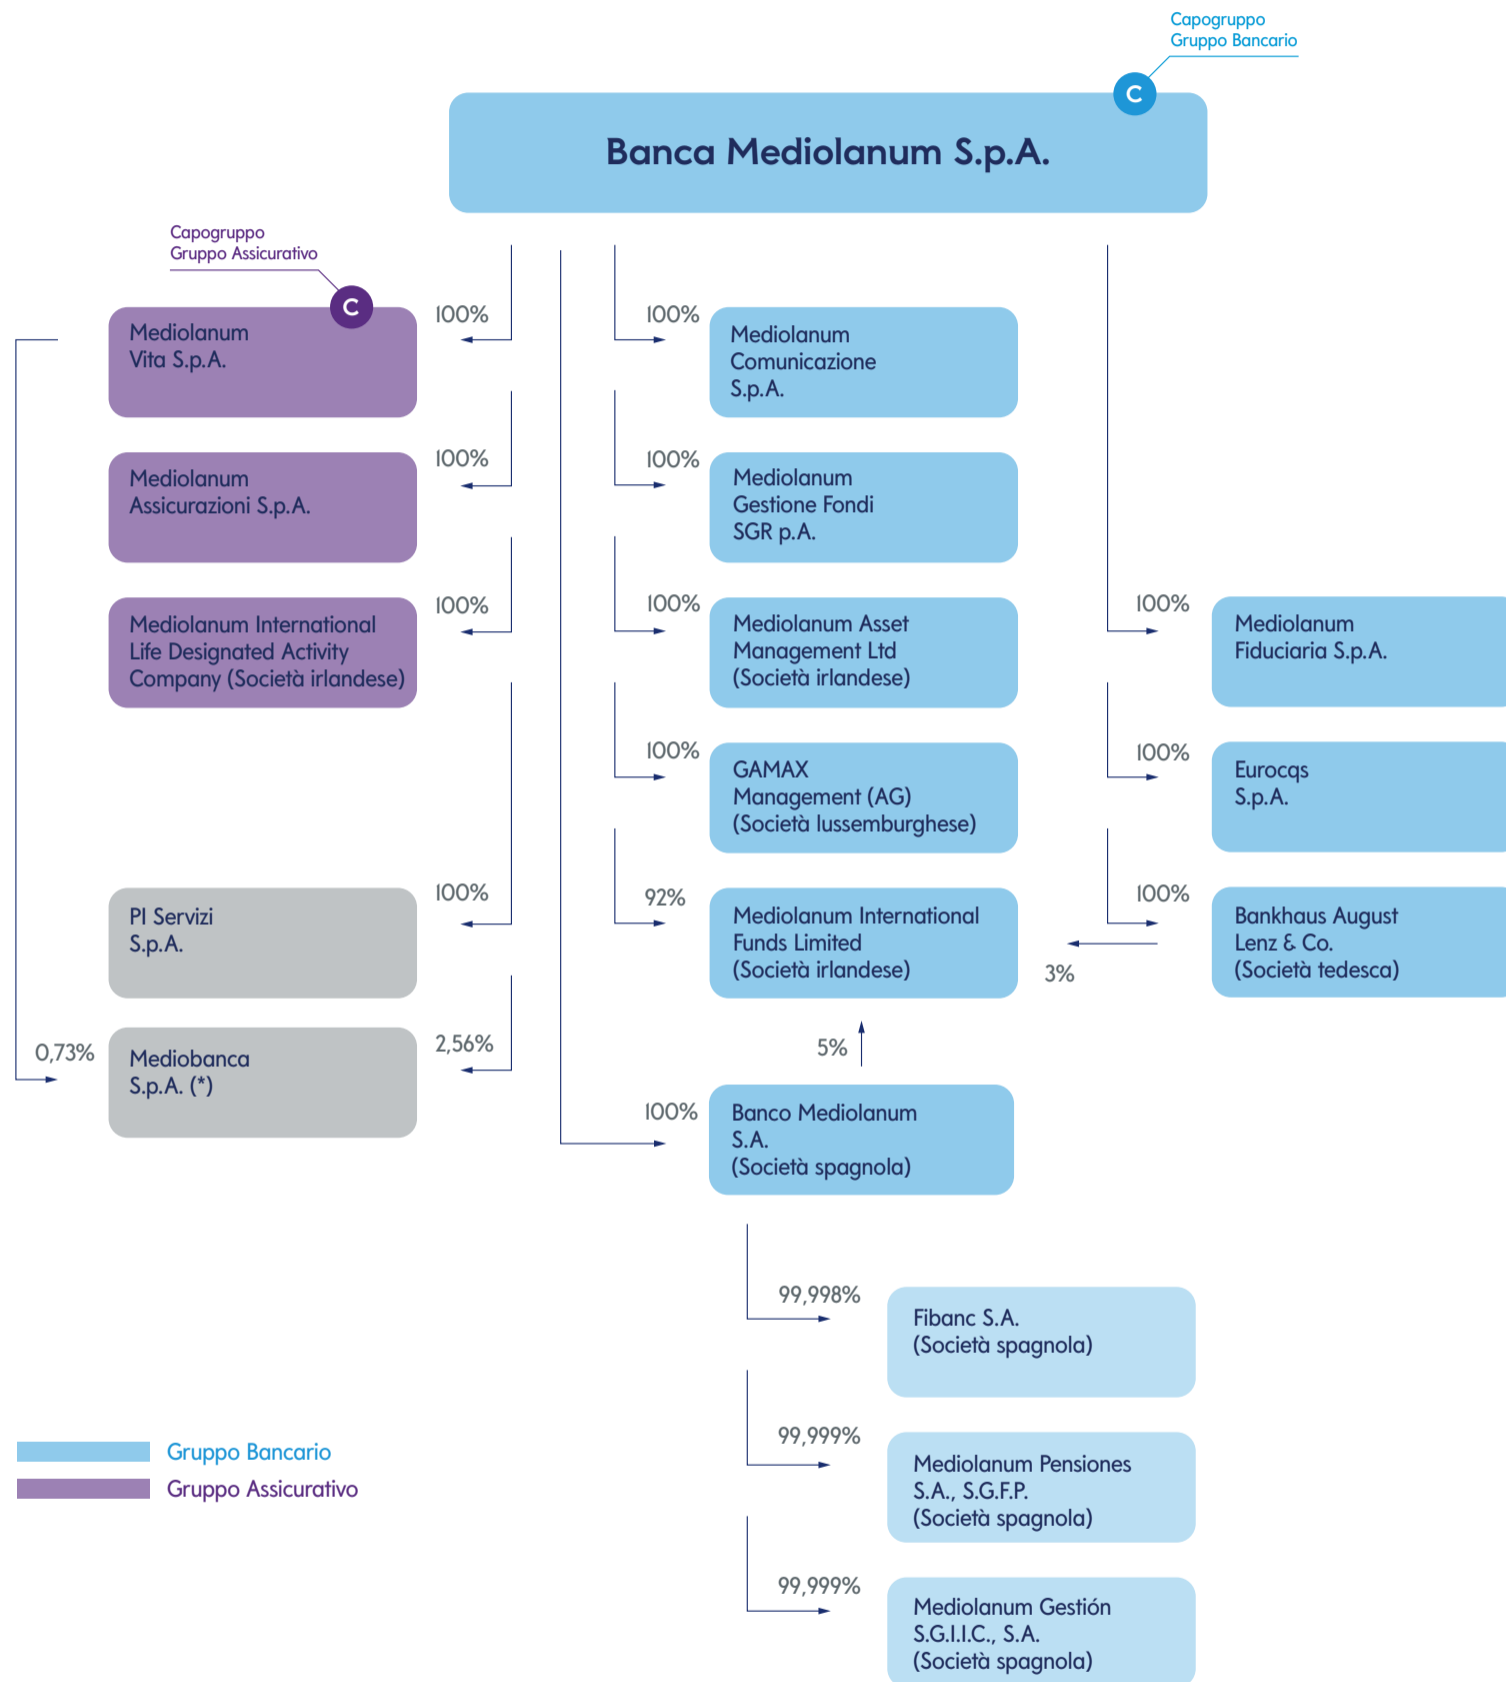 Capogruppo
Gruppo Bancario
C
Banca Mediolanum S.p.A.
Capogruppo
Gruppo Assicurativo
C
100%
Mediolanum
Vita S.p.A.
100%
Mediolanum
Comunicazione
S.p.A.
100%
Mediolanum
Assicurazioni S.p.A.
100%
Mediolanum
Gestione Fondi
SGR p.A.
100%
Mediolanum International
Life Designated Activity
Company (Società irlandese)
100%
Mediolanum Asset
Management Ltd
(Società irlandese)
100%
Mediolanum
Fiduciaria S.p.A.
100%
GAMAX
Management (AG)
(Società lussemburghese)
100%
Eurocqs
S.p.A.
100%
PI Servizi
S.p.A.
92%
Mediolanum International
Funds Limited
(Società irlandese)
100%
Bankhaus August
Lenz & Co.
(Società tedesca)
3%
0,73%
Mediobanca
S.p.A. (*)
2,56%
5%
100%
Banco Mediolanum
S.A.
(Società spagnola)
99,998%
Fibanc S.A.
(Società spagnola)
99,999%
Mediolanum Pensiones
S.A., S.G.F.P.
(Società spagnola)
99,999%
Mediolanum Gestión
S.G.I.I.C., S.A.
(Società spagnola)
Gruppo Bancario
Gruppo Assicurativo